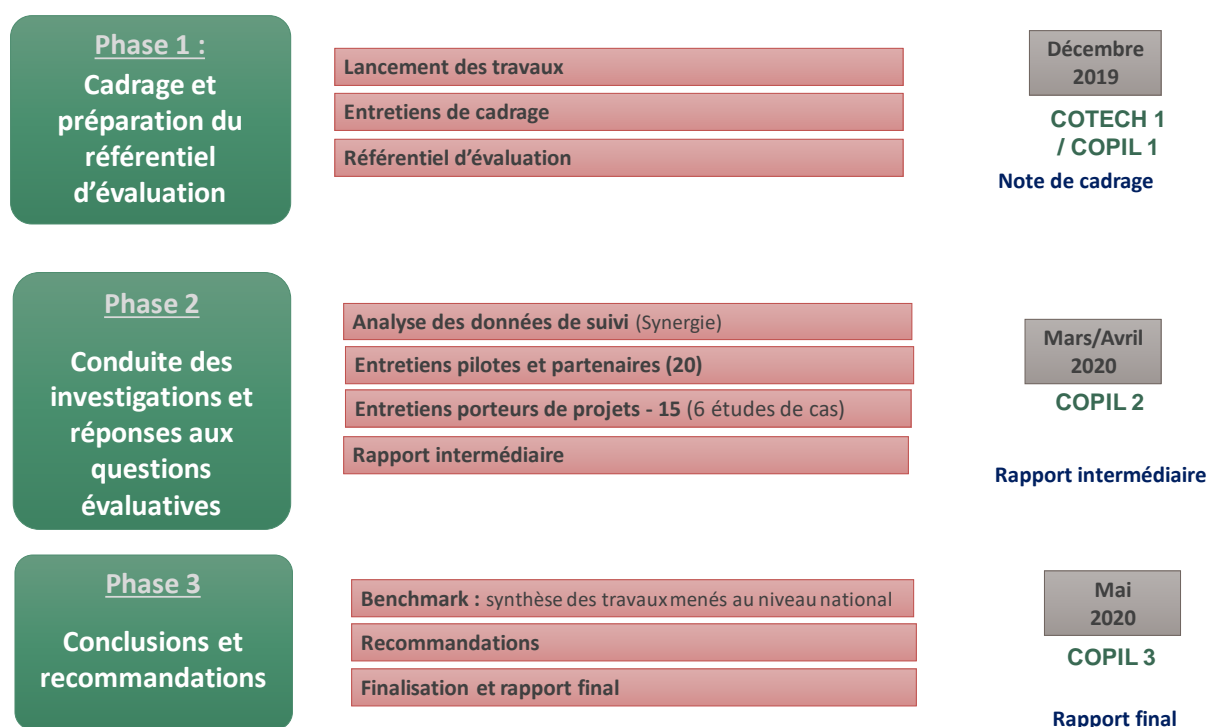 Phase 1 :
Cadrage et
préparation du
référentiel
d'évaluation
Lancement des travaux
Entretiens de cadrage
Référentiel d'évaluation
Décembre
2019
COTECH 1
/ COPIL 1
Note de cadrage
Phase 2
Conduite des
investigations et
réponses aux
questions
évaluatives
Analyse des données de suivi (Synergie)
Entretiens pilotes et partenaires (20)
Entretiens porteurs de projets - 15 (6 études de cas)
Rapport intermédiaire
Mars/Avril
2020
COPIL 2
Rapport intermédiaire
Phase 3
Conclusions et
recommandations
Benchmark : synthèse des travaux menés au niveau national
Recommandations
Finalisation et rapport final
Mai
2020
COPIL 3
Rapport final